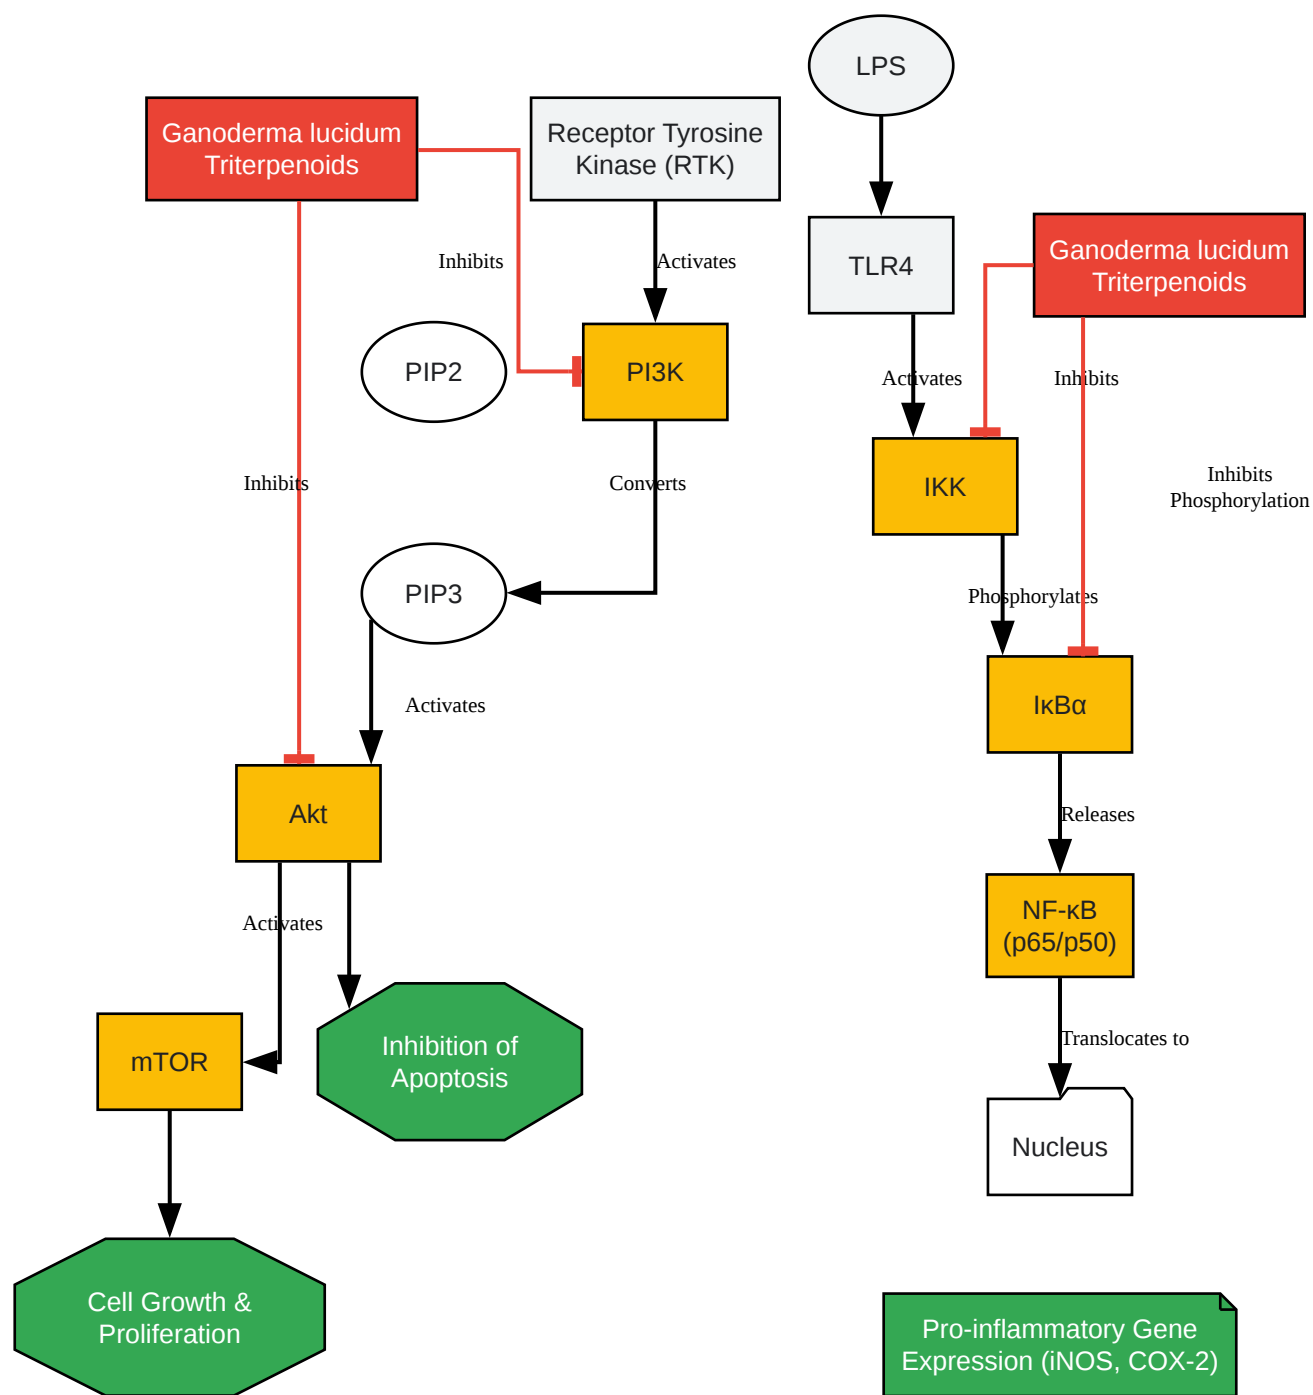 LPS
Ganoderma lucidum
Triterpenoids
Receptor Tyrosine
Kinase (RTK)
Inhibits
Activates
TLR4
Ganoderma lucidum
Triterpenoids
PIP2
PI3K
Activates
Inhibits
Inhibits
Converts
IKK
Inhibits
Phosphorylation
PIP3
Phosphorylates
Activates
IκBα
Akt
Releases
Activates
NF-κB
(p65/p50)
mTOR
Inhibition of
Apoptosis
Translocates to
Nucleus
Cell Growth &
Proliferation
Pro-inflammatory Gene
Expression (iNOS, COX-2)